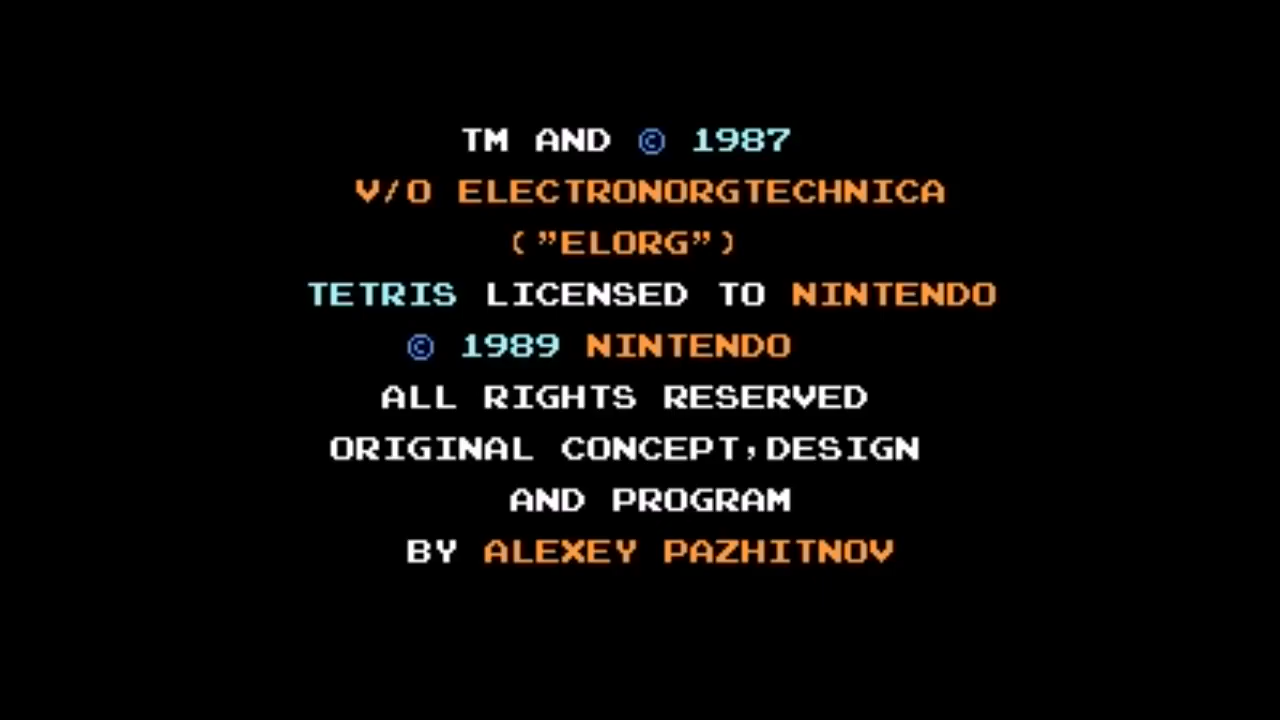 TM AND © 1987
V/O ELECTRONORGTECHNICA
("ELORG")
TETRIS LICENSED TO NINTENDO
© 1989 NINTENDO
ALL RIGHTS RESERVED
ORIGINAL CONCEPT,DESIGN
AND PROGRAM
BY ALEXEY PAZHITNOV